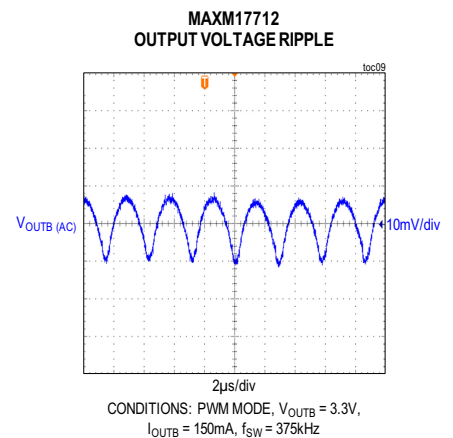 MAXM17712
OUTPUT VOLTAGE RIPPLE
toc09
T
VOUTB (AC)
10mV/div
2µs/div
CONDITIONS: PWM MODE, VOUTB = 3.3V,
IOUTB = 150mA, fSW = 375kHz